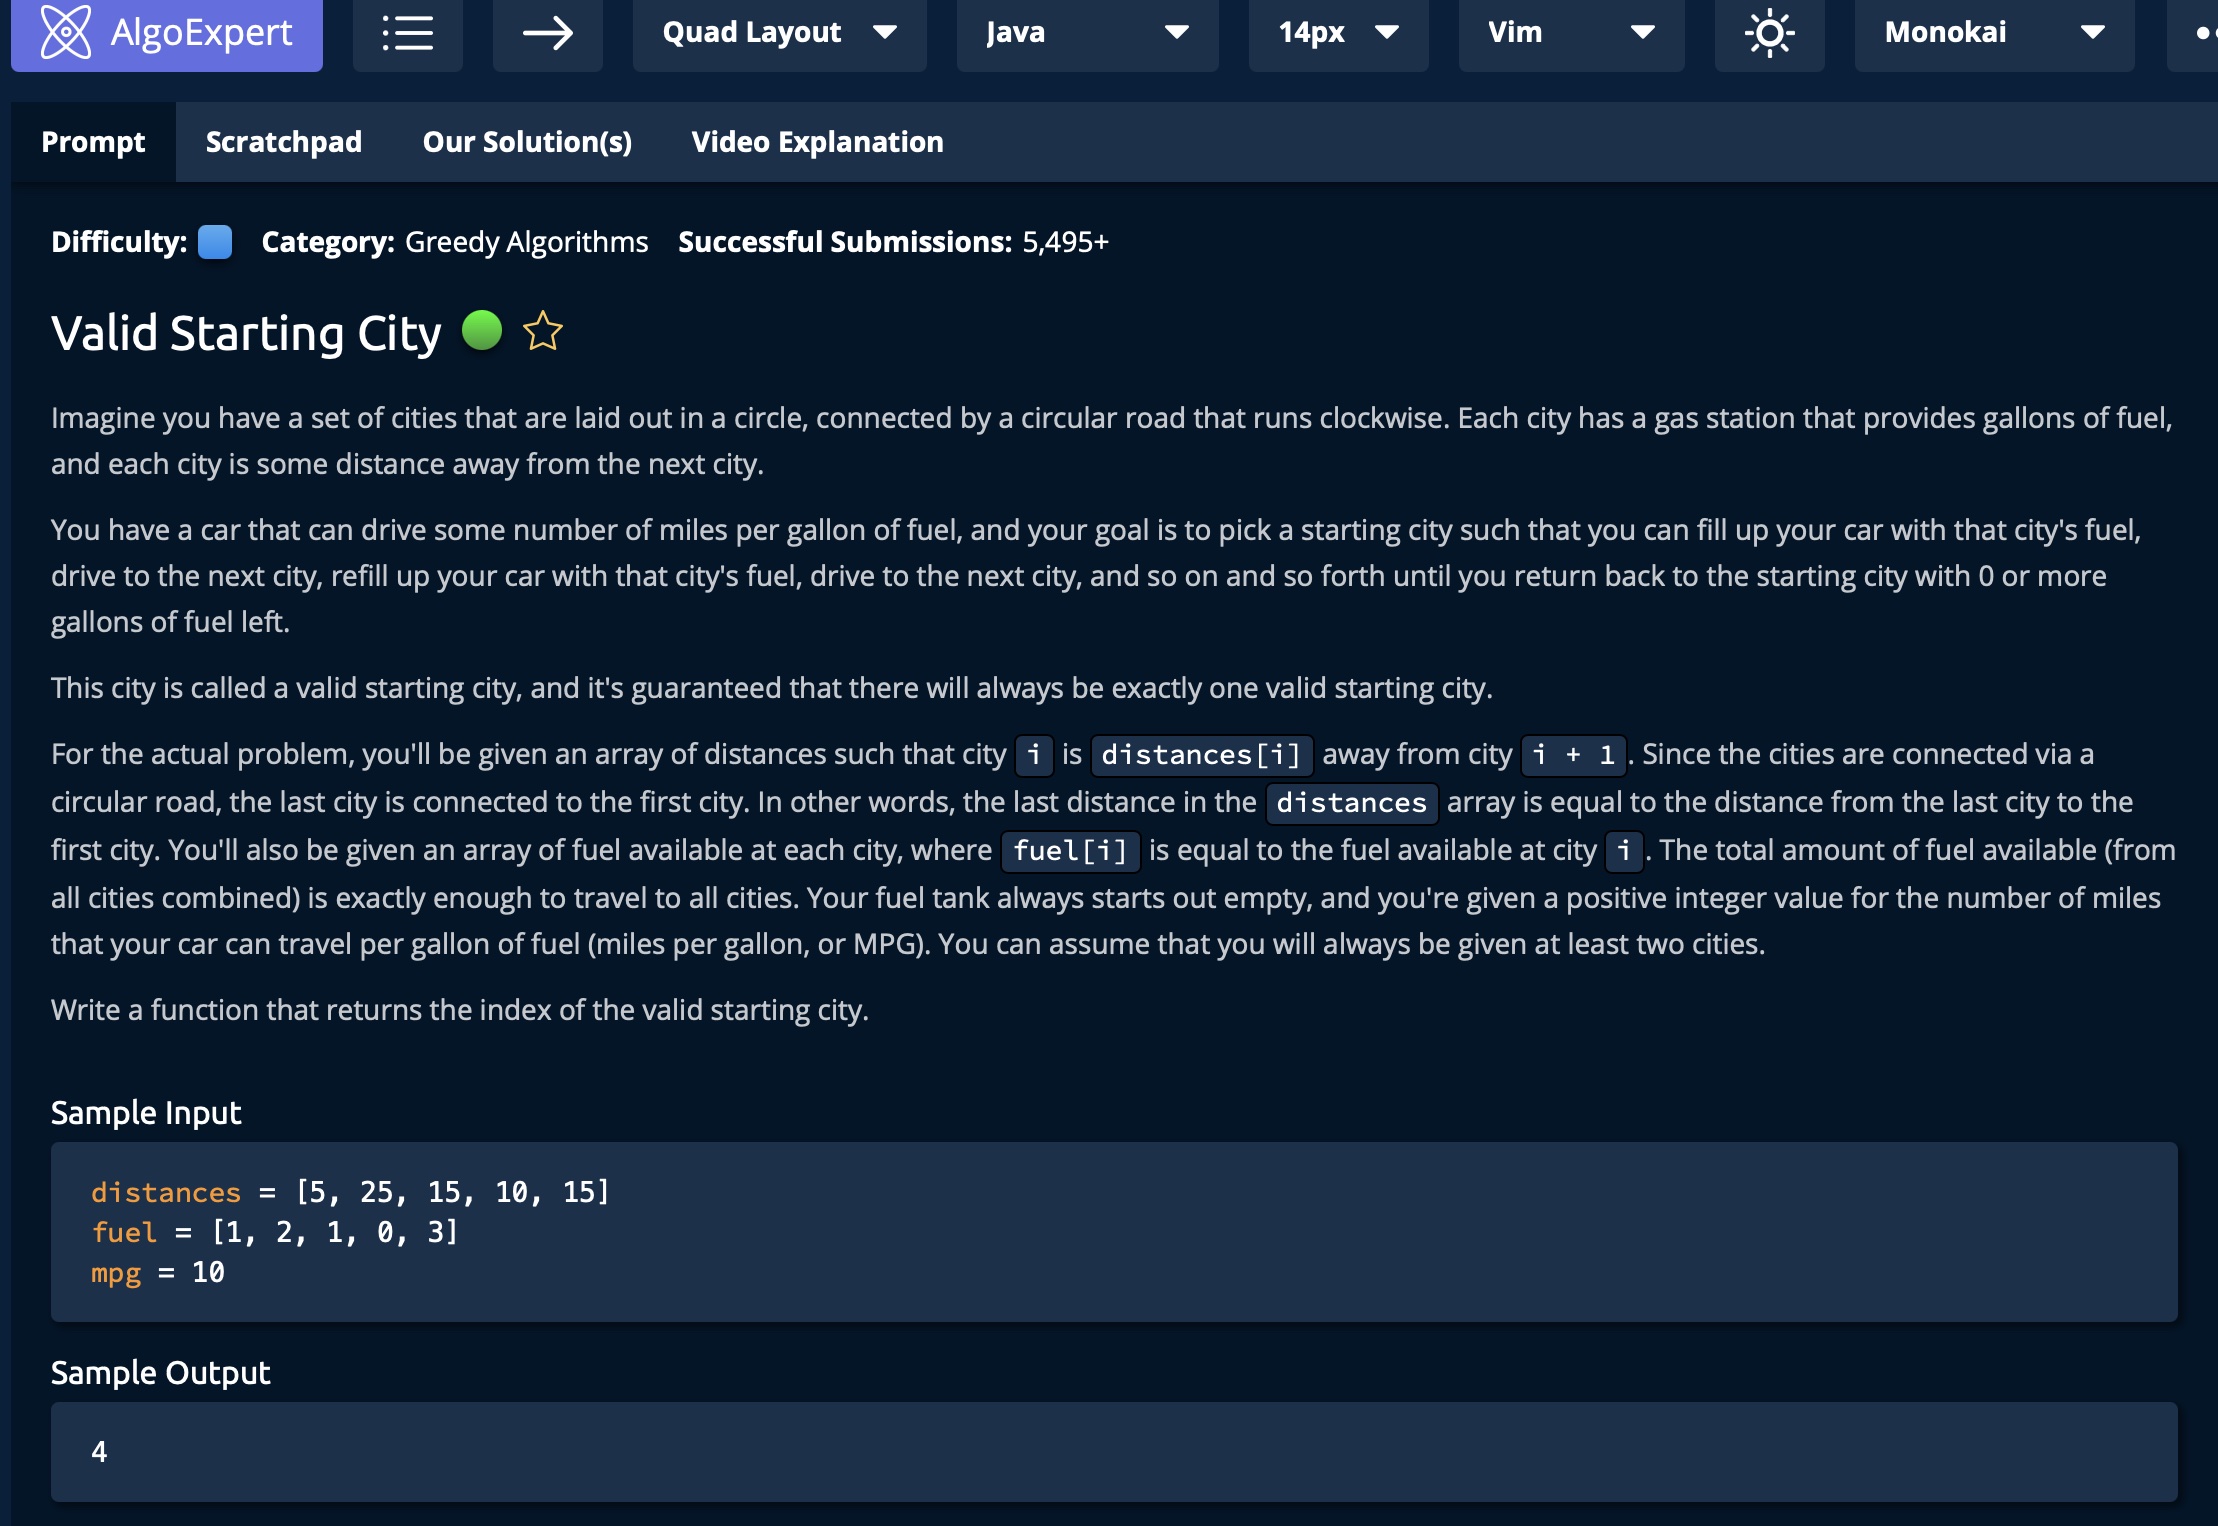 AlgoExpert Quad Layout Java 14px Vim Monokai
Prompt Scratchpad Our Solution(s) Video Explanation
Difficulty: Category: Greedy Algorithms Successful Submissions: 5,495+
Valid Starting City
Imagine you have a set of cities that are laid out in a circle, connected by a circular road that runs clockwise. Each city has a gas station that provides gallons of fuel,
and each city is some distance away from the next city.
You have a car that can drive some number of miles per gallon of fuel, and your goal is to pick a starting city such that you can fill up your car with that city's fuel,
drive to the next city, refill up your car with that city's fuel, drive to the next city, and so on and so forth until you return back to the starting city with 0 or more
gallons of fuel left.
This city is called a valid starting city, and it's guaranteed that there will always be exactly one valid starting city.
For the actual problem, you'll be given an array of distances such that city i is distances[i] away from city i + 1. Since the cities are connected via a
circular road, the last city is connected to the first city. In other words, the last distance in the distances array is equal to the distance from the last city to the
first city. You'll also be given an array of fuel available at each city, where fuel[i] is equal to the fuel available at city i. The total amount of fuel available (from
all cities combined) is exactly enough to travel to all cities. Your fuel tank always starts out empty, and you're given a positive integer value for the number of miles
that your car can travel per gallon of fuel (miles per gallon, or MPG). You can assume that you will always be given at least two cities.
Write a function that returns the index of the valid starting city.
Sample Input
distances = [5, 25, 15, 10, 15]
fuel = [1, 2, 1, 0, 3]
mpg = 10
Sample Output
4